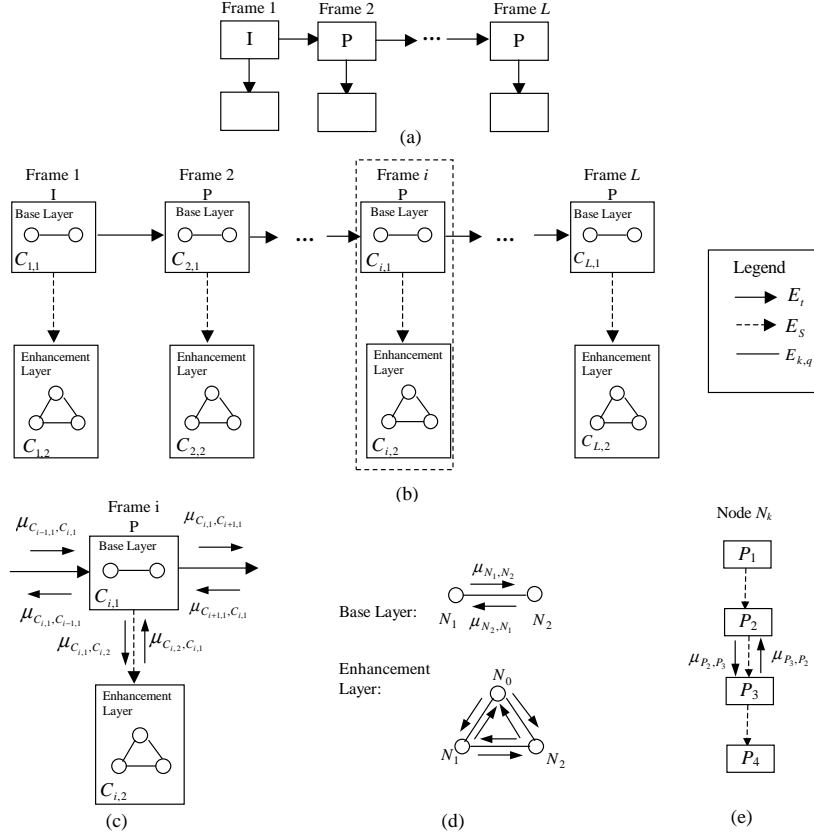 Frame 1
Frame 2
Frame L
I
P
...
P
(a)
Frame 1
Frame 2
Frame i
Frame L
I
P
P
P
Base Layer
Base Layer
Base Layer
Base Layer
...
...
C1,1
C2,1
Ci,1
CL,1
Enhancement Layer
Enhancement Layer
Enhancement Layer
Enhancement Layer
C1,2
C2,2
Ci,2
CL,2
(b)
Legend
Et
ES
Ek,q
Frame i
P
μCi−1,1,Ci,1
μCi,1,Ci+1,1
Base Layer
Ci,1
μCi,1,Ci−1,1
μCi+1,1,Ci,1
μCi,1,Ci,2
μCi,2,Ci,1
Enhancement
Layer
Ci,2
(c)
μN1,N2
Base Layer:
N1
μN2,N1
N2
Enhancement
Layer:
N0
N1
N2
(d)
Node Nk
P1
P2
μP2,P3
μP3,P2
P3
P4
(e)